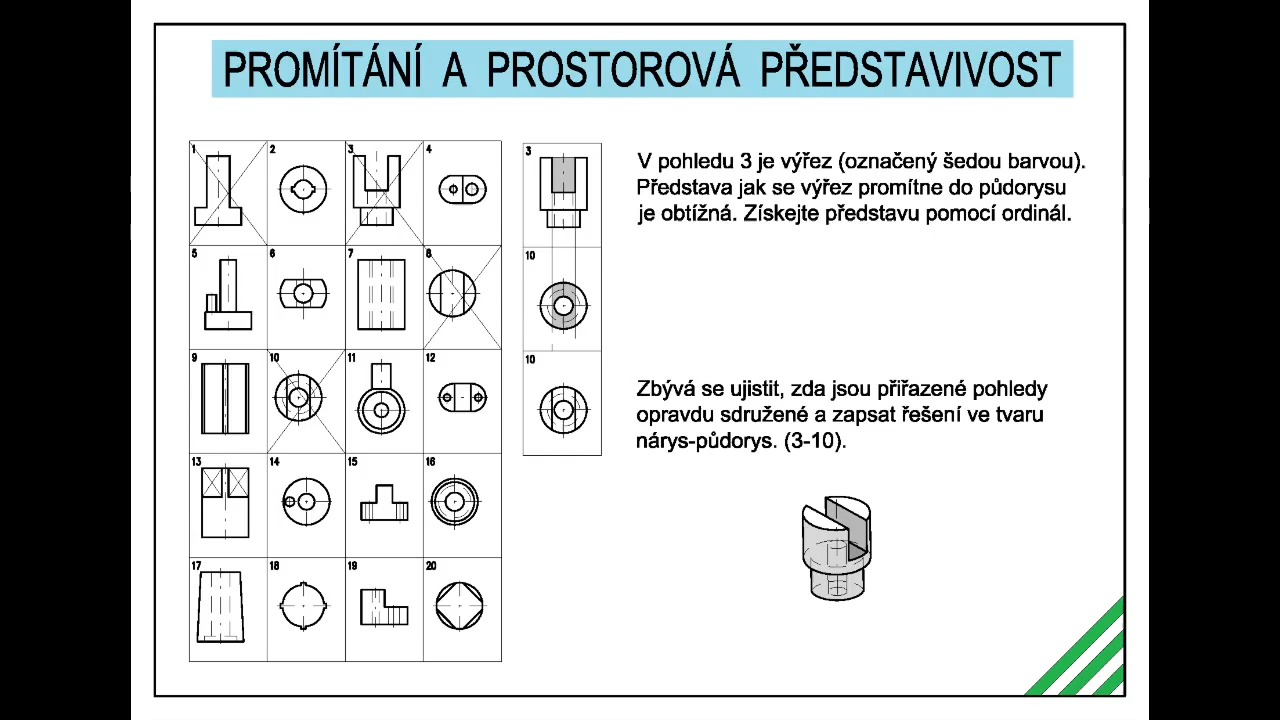 PROMÍTÁNÍ A PROSTOROVÁ PŘEDSTAVIVOST
1 2 3 4
5 6 7 8
9 10 11 12
13 14 15 16
17 18 19 20
3
10
10
V pohledu 3 je výřez (označený šedou barvou).
Představa jak se výřez promítne do půdorysu
je obtížná. Získejte představu pomocí ordinál.
Zbývá se ujistit, zda jsou přiřazené pohledy
opravdu sdružené a zapsat řešení ve tvaru
nárys-půdorys. (3-10).